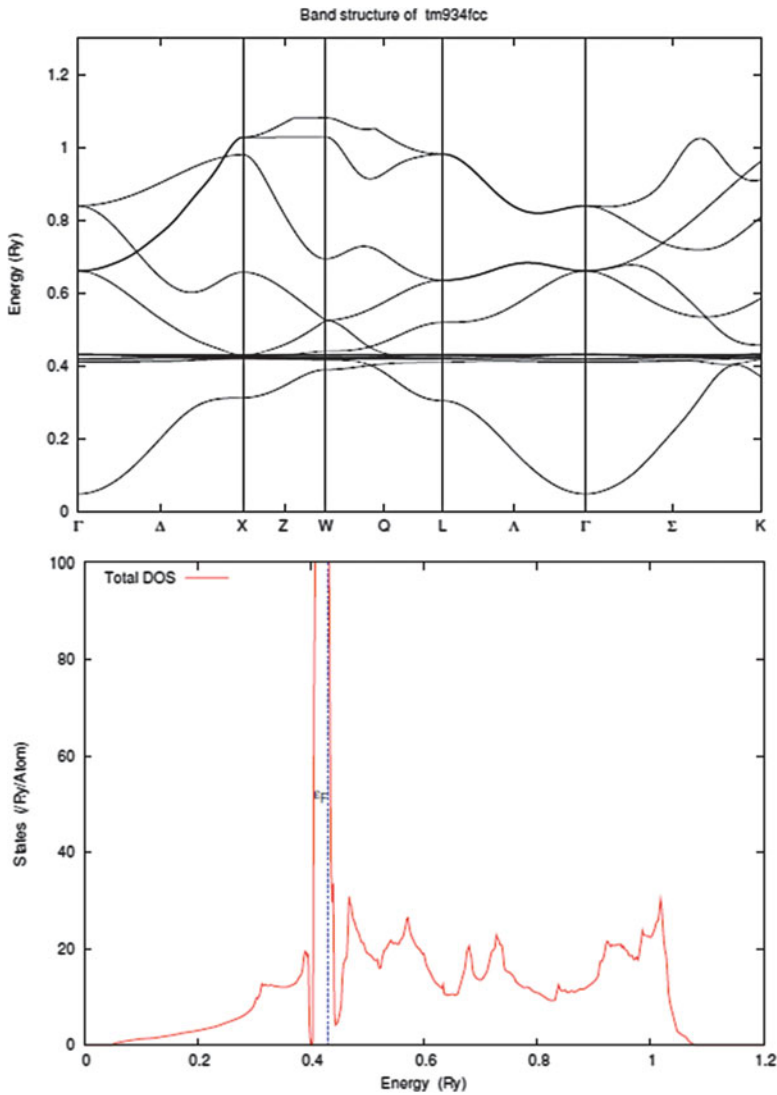 Band structure of tm934fcc
1.2
1
0.8
0.6
0.4
0.2
0
Energy (Ry)
Γ Δ X Z W Q L Λ Γ Σ K
100
80
60
40
20
0
States (/Ry/Atom)
Total DOS
εF
0 0.2 0.4 0.6 0.8 1 1.2
Energy (Ry)